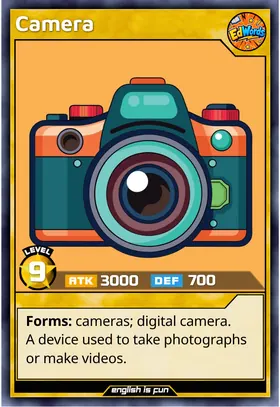 Camera
EdWords
LEVEL
9
ATK 3000 DEF 700
Forms: cameras; digital camera.
A device used to take photographs
or make videos.
english is fun